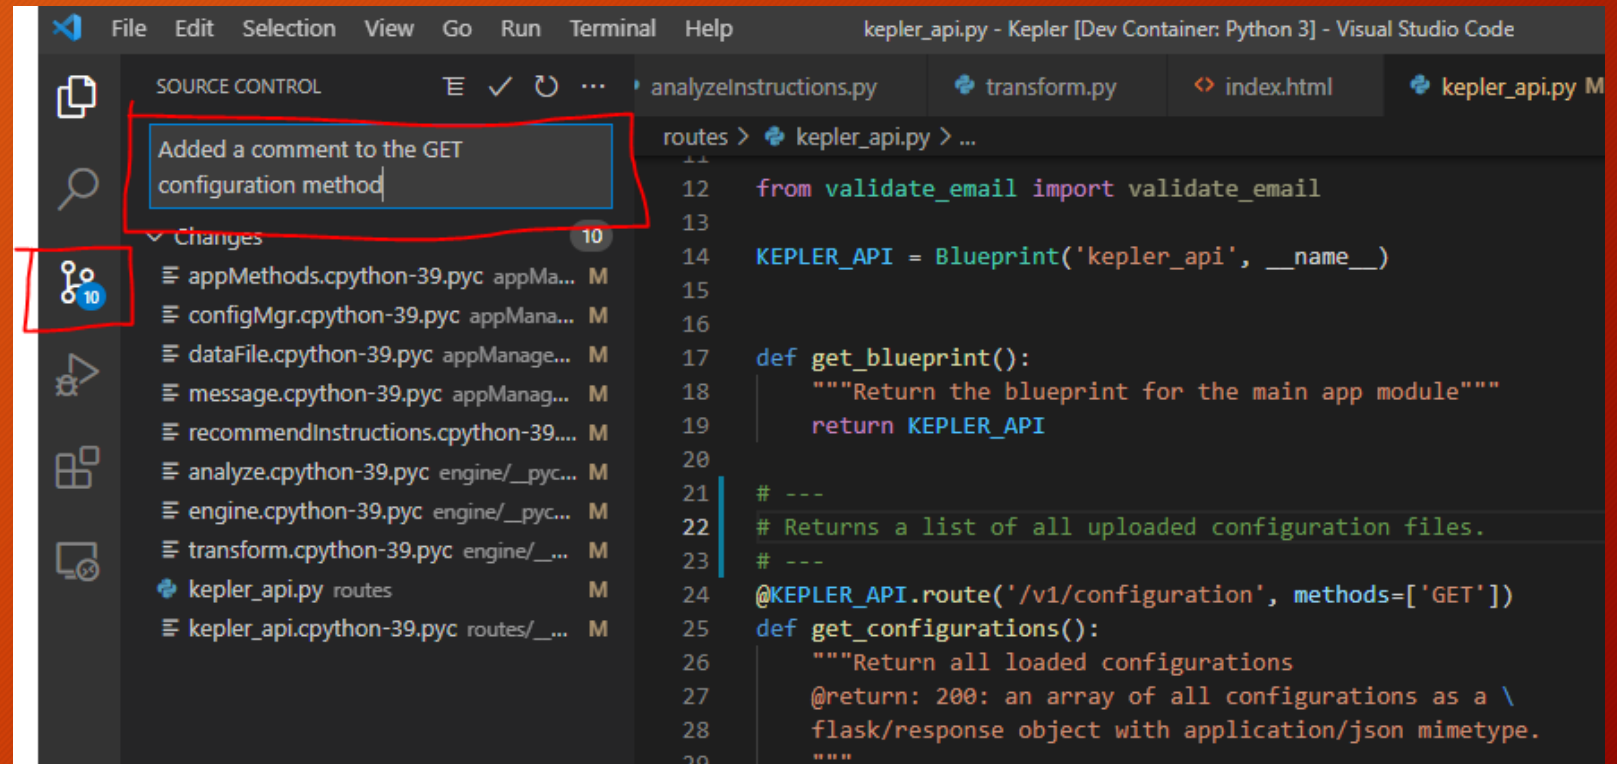 File Edit Selection View Go Run Terminal Help kepler_api.py - Kepler [Dev Container: Python 3] - Visual Studio Code
SOURCE CONTROL
analyzeInstructions.py transform.py <> index.html kepler_api.py M
routes > kepler_api.py > ...
Added a comment to the GET
configuration method
Changes 10
10
appMethods.cpython-39.pyc appMa... M
configMgr.cpython-39.pyc appMana... M
dataFile.cpython-39.pyc appManage... M
message.cpython-39.pyc appManag... M
recommendInstructions.cpython-39.... M
analyze.cpython-39.pyc engine/__pyc... M
engine.cpython-39.pyc engine/__pyc... M
transform.cpython-39.pyc engine/__... M
kepler_api.py routes M
kepler_api.cpython-39.pyc routes/__... M
11
12 from validate_email import validate_email
13
14 KEPLER_API = Blueprint('kepler_api', __name__)
15
16
17 def get_blueprint():
18 """Return the blueprint for the main app module"""
19 return KEPLER_API
20
21 # ---
22 # Returns a list of all uploaded configuration files.
23 # ---
24 @KEPLER_API.route('/v1/configuration', methods=['GET'])
25 def get_configurations():
26 """Return all loaded configurations
27 @return: 200: an array of all configurations as a \
28 flask/response object with application/json mimetype.
29 """